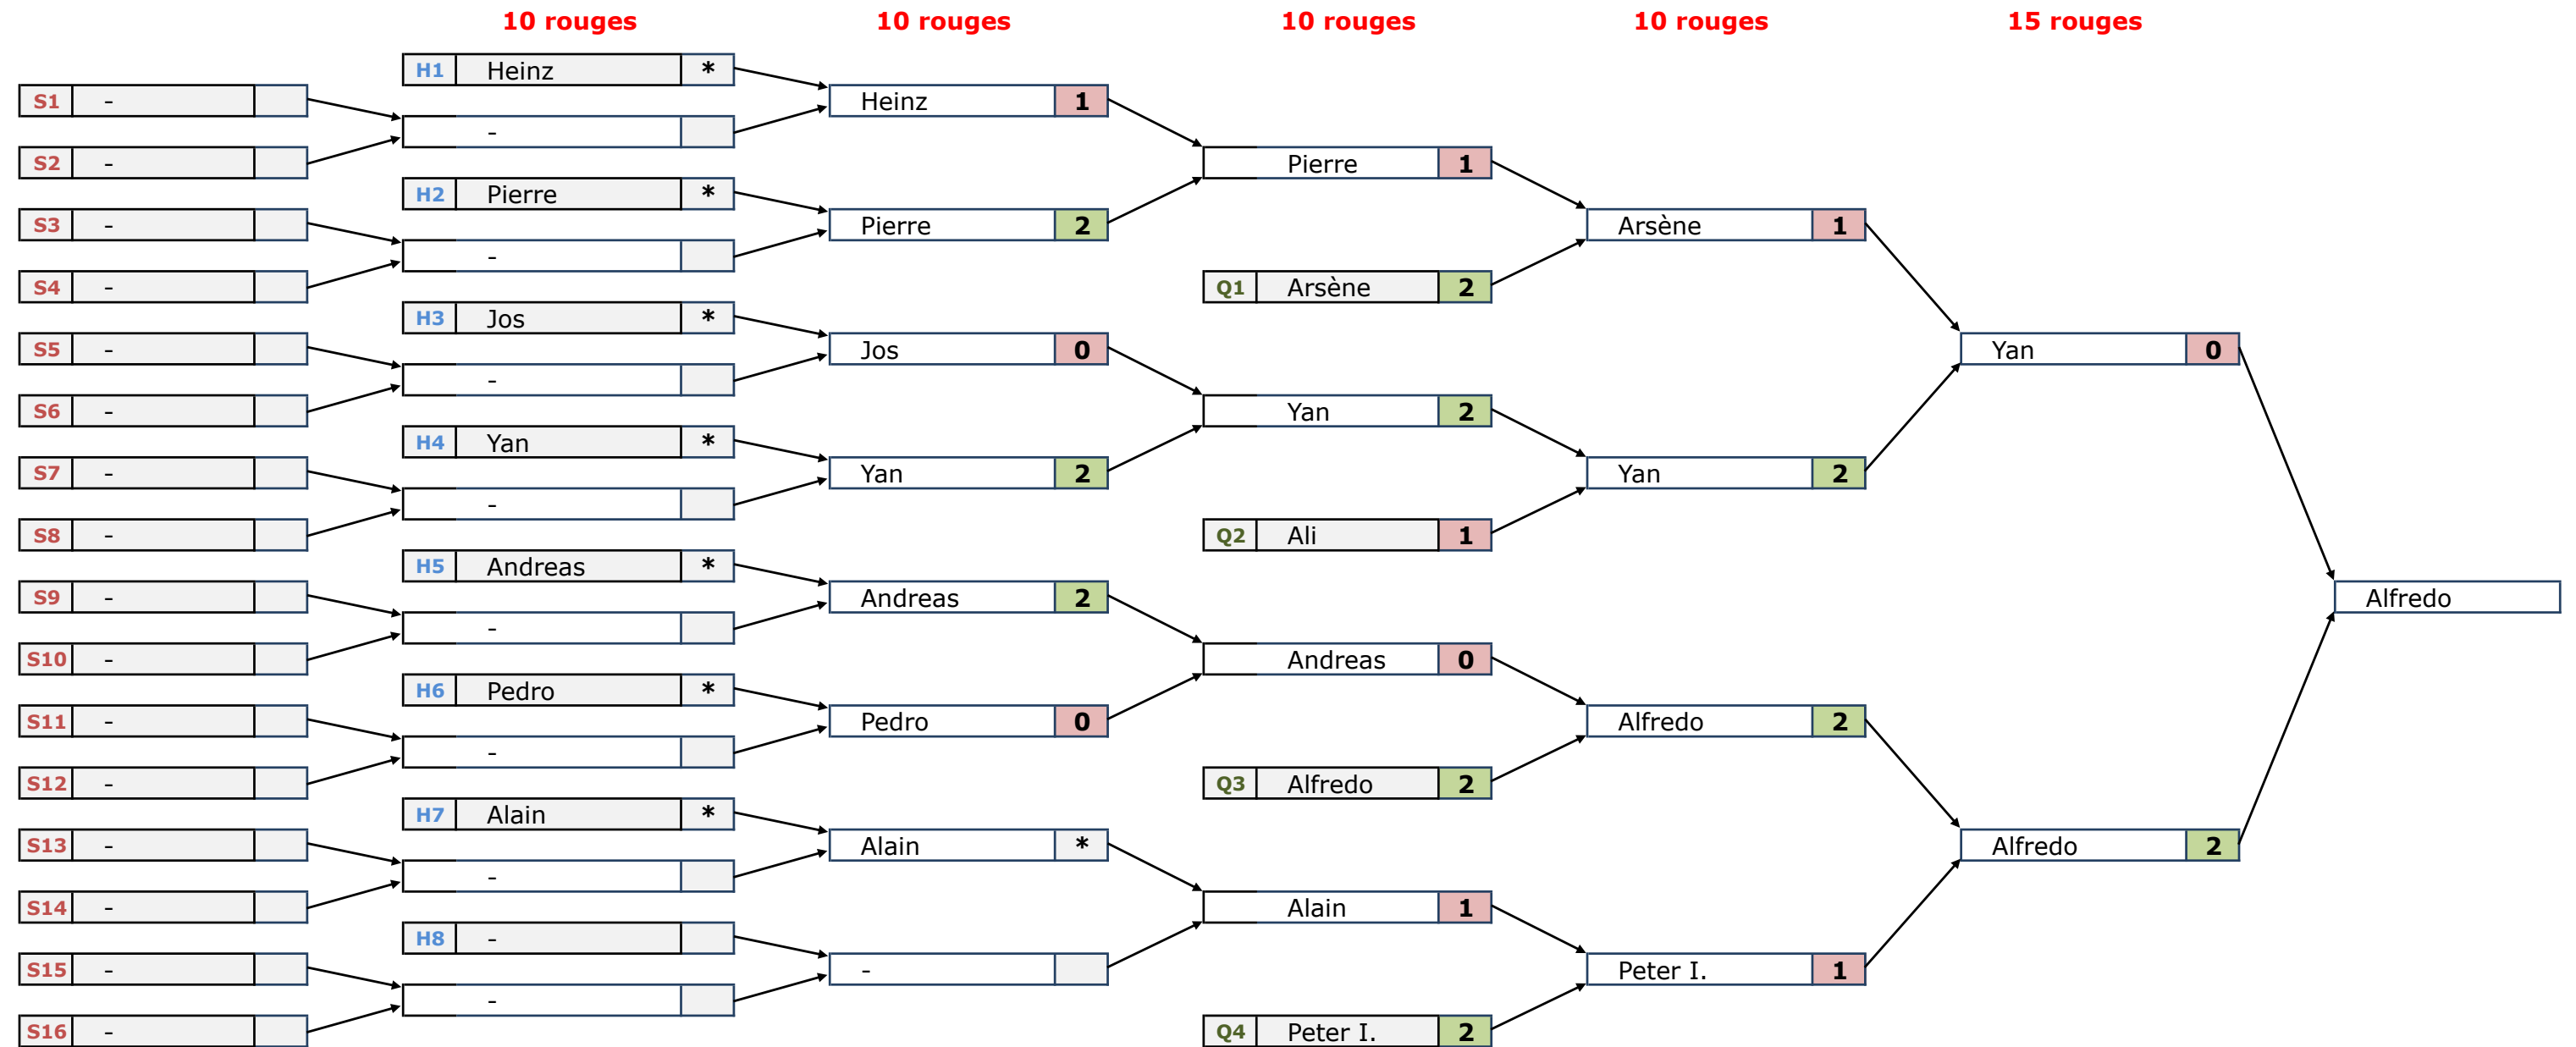 10 rouges 10 rouges 10 rouges 10 rouges 15 rouges
H1 Heinz *
S1 - Heinz 1
-
S2 - Pierre 1
H2 Pierre *
S3 - Pierre 2 Arsène 1
-
S4 - Q1 Arsène 2
H3 Jos *
S5 - Jos 0 Yan 0
-
S6 - Yan 2
H4 Yan *
S7 - Yan 2 Yan 2
-
S8 - Q2 Ali 1
H5 Andreas *
S9 - Andreas 2 Alfredo
-
S10 - Andreas 0
H6 Pedro *
S11 - Pedro 0 Alfredo 2
-
S12 - Q3 Alfredo 2
H7 Alain *
S13 - Alain * Alfredo 2
-
S14 - Alain 1
H8 -
S15 - - Peter I. 1
-
S16 - Q4 Peter I. 2